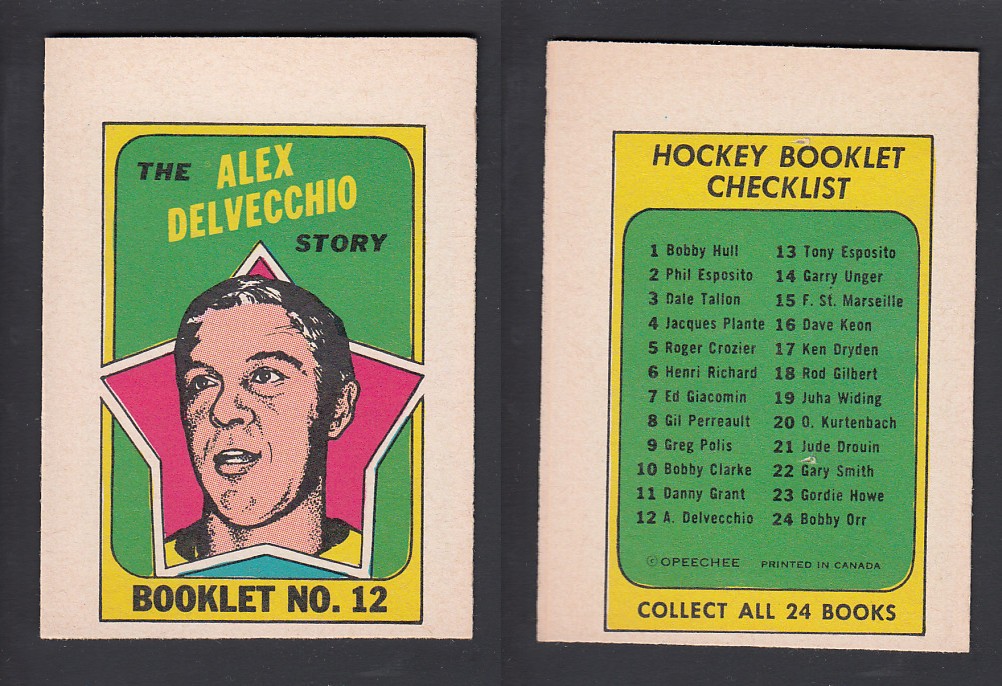 THE ALEX
DELVECCHIO
STORY
BOOKLET NO. 12
HOCKEY BOOKLET
CHECKLIST
1 Bobby Hull
2 Phil Esposito
3 Dale Tallon
4 Jacques Plante
5 Roger Crozier
6 Henri Richard
7 Ed Giacomin
8 Gil Perreault
9 Greg Polis
10 Bobby Clarke
11 Danny Grant
12 A. Delvecchio
13 Tony Esposito
14 Garry Unger
15 F. St. Marseille
16 Dave Keon
17 Ken Dryden
18 Rod Gilbert
19 Juha Widing
20 O. Kurtenbach
21 Jude Drouin
22 Gary Smith
23 Gordie Howe
24 Bobby Orr
©OPEECHEE PRINTED IN CANADA
COLLECT ALL 24 BOOKS